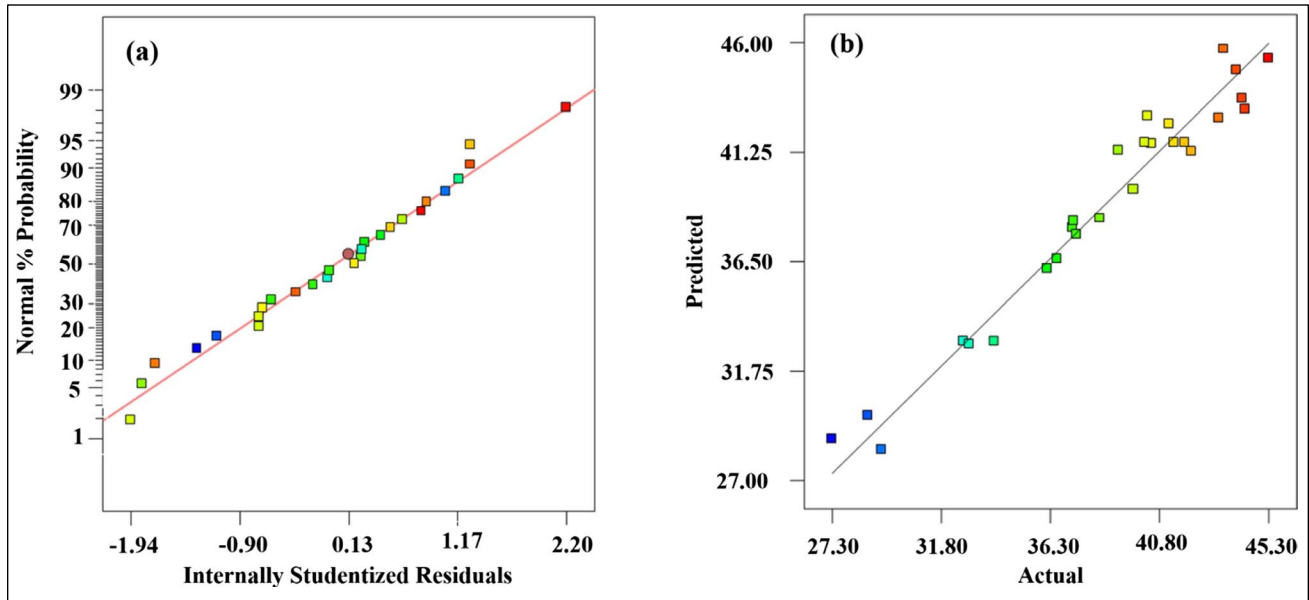 (a)
Normal % Probability
99
95
90
80
70
50
30
20
10
5
1
-1.94 -0.90 0.13 1.17 2.20
Internally Studentized Residuals
(b)
Predicted
46.00
41.25
36.50
31.75
27.00
27.30 31.80 36.30 40.80 45.30
Actual